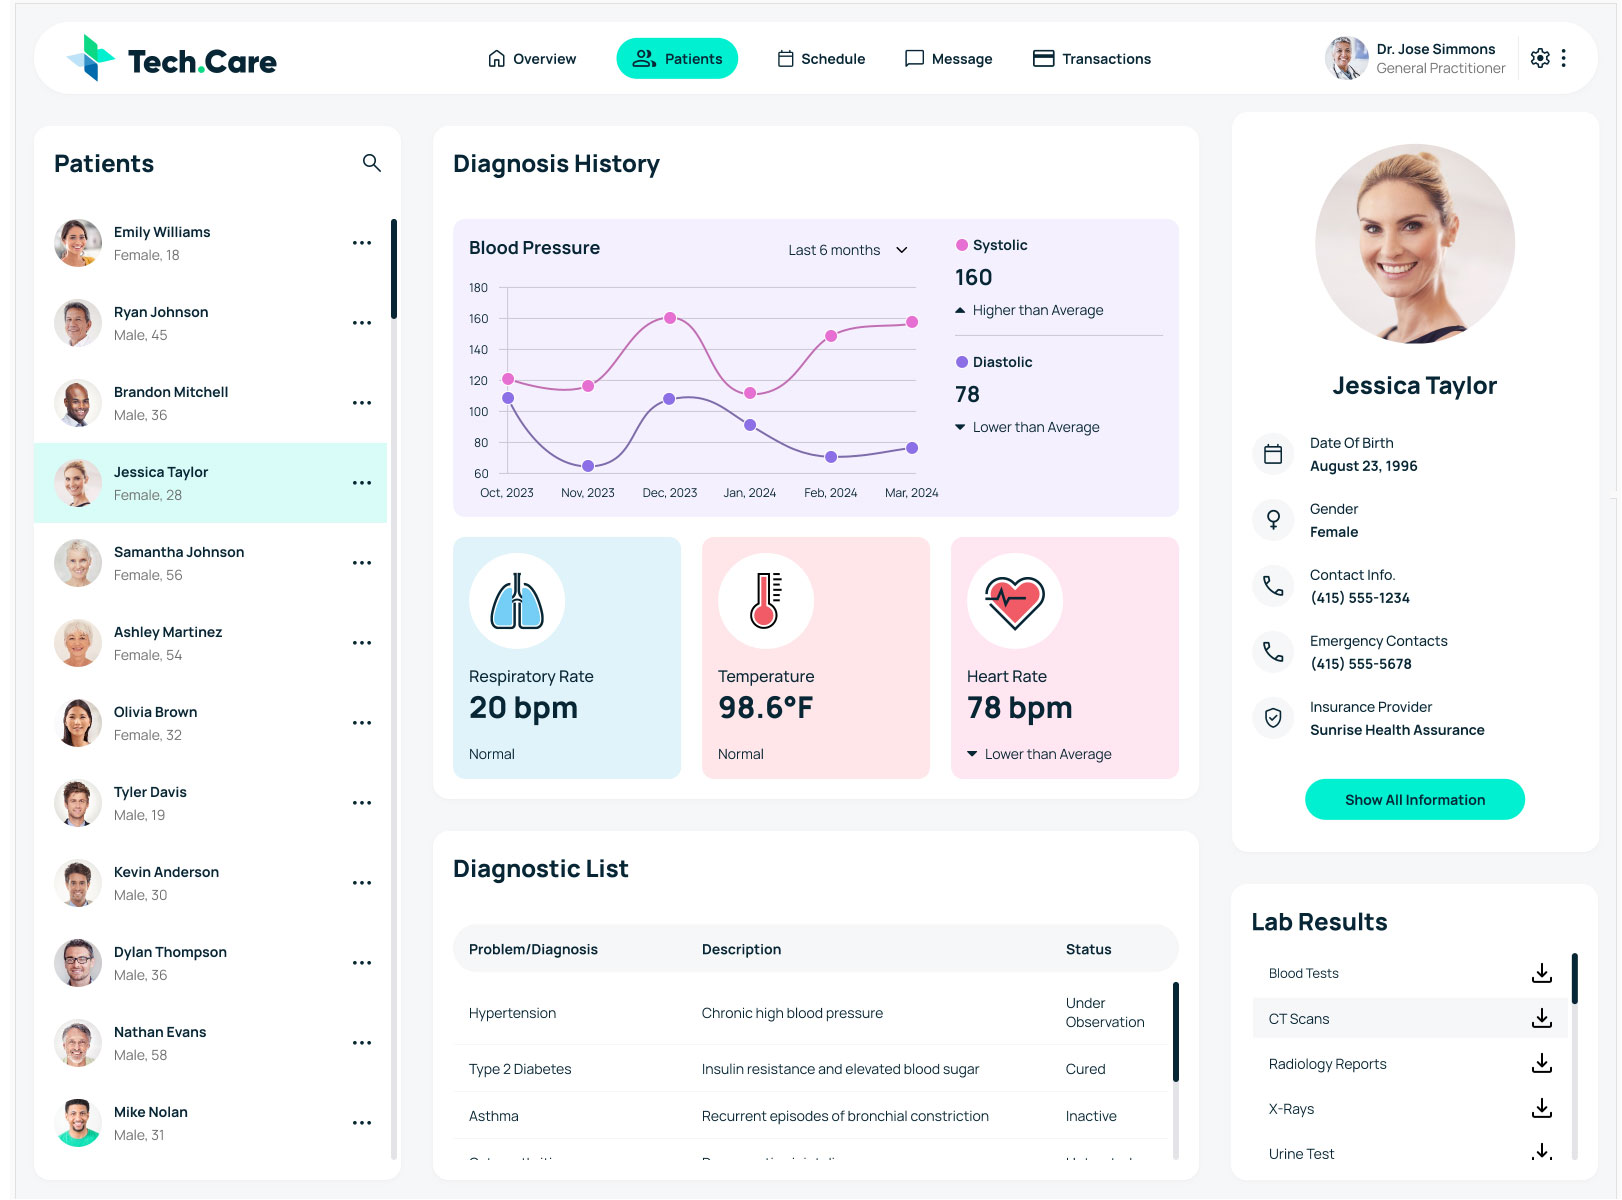 Tech.Care
Overview
Patients
Schedule
Message
Transactions
Dr. Jose Simmons
General Practitioner
Patients
Emily Williams
Female, 18
Ryan Johnson
Male, 45
Brandon Mitchell
Male, 36
Jessica Taylor
Female, 28
Samantha Johnson
Female, 56
Ashley Martinez
Female, 54
Olivia Brown
Female, 32
Tyler Davis
Male, 19
Kevin Anderson
Male, 30
Dylan Thompson
Male, 36
Nathan Evans
Male, 58
Mike Nolan
Male, 31
Diagnosis History
Blood Pressure
Last 6 months
180
160
140
120
100
80
60
Oct, 2023
Nov, 2023
Dec, 2023
Jan, 2024
Feb, 2024
Mar, 2024
Systolic
160
Higher than Average
Diastolic
78
Lower than Average
Respiratory Rate
20 bpm
Normal
Temperature
98.6°F
Normal
Heart Rate
78 bpm
Lower than Average
Diagnostic List
Problem/Diagnosis Description Status
Hypertension Chronic high blood pressure Under
Observation
Type 2 Diabetes Insulin resistance and elevated blood sugar Cured
Asthma Recurrent episodes of bronchial constriction Inactive
Jessica Taylor
Date Of Birth
August 23, 1996
Gender
Female
Contact Info.
(415) 555-1234
Emergency Contacts
(415) 555-5678
Insurance Provider
Sunrise Health Assurance
Show All Information
Lab Results
Blood Tests
CT Scans
Radiology Reports
X-Rays
Urine Test